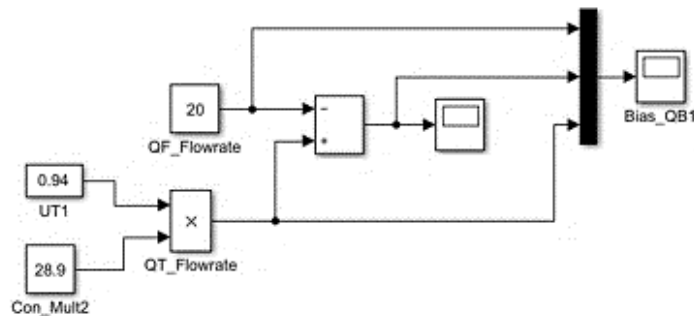 20
QF_Flowrate
−
+
Bias_QB1
0.94
UT1
×
QT_Flowrate
28.9
Con_Mult2